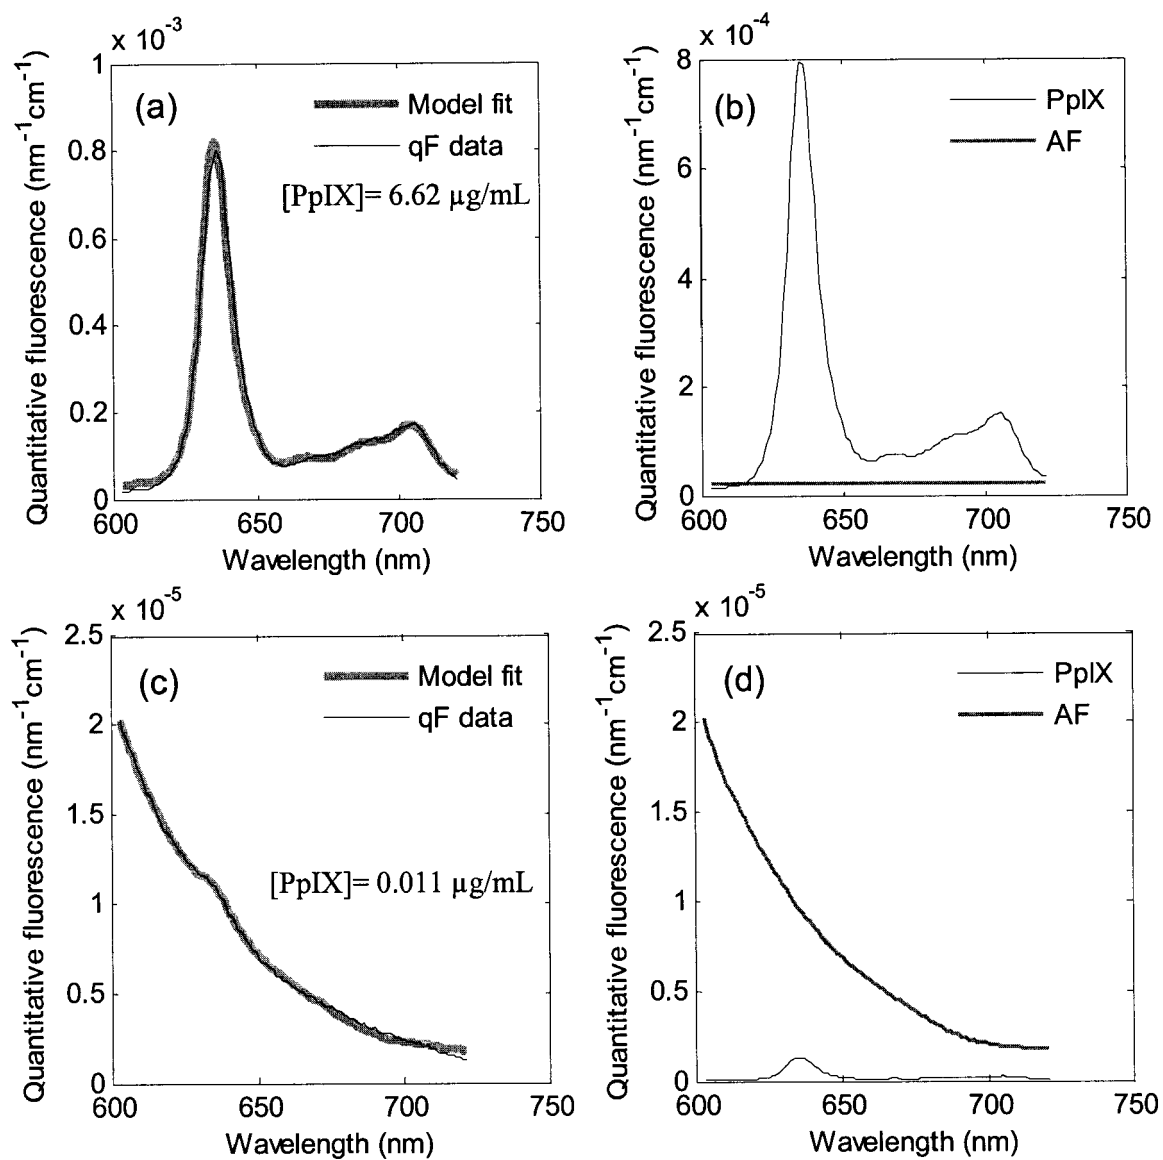 x 10⁻³
Quantitative fluorescence (nm⁻¹cm⁻¹)
1
0.8
0.6
0.4
0.2
0
(a)
Model fit
qF data
[PpIX]= 6.62 µg/mL
600
650
700
750
Wavelength (nm)
x 10⁻⁴
Quantitative fluorescence (nm⁻¹cm⁻¹)
8
6
4
2
0
(b)
PpIX
AF
600
650
700
750
Wavelength (nm)
x 10⁻⁵
Quantitative fluorescence (nm⁻¹cm⁻¹)
2.5
2
1.5
1
0.5
0
(c)
Model fit
qF data
[PpIX]= 0.011 µg/mL
600
650
700
750
Wavelength (nm)
x 10⁻⁵
Quantitative fluorescence (nm⁻¹cm⁻¹)
2.5
2
1.5
1
0.5
0
(d)
PpIX
AF
600
650
700
750
Wavelength (nm)